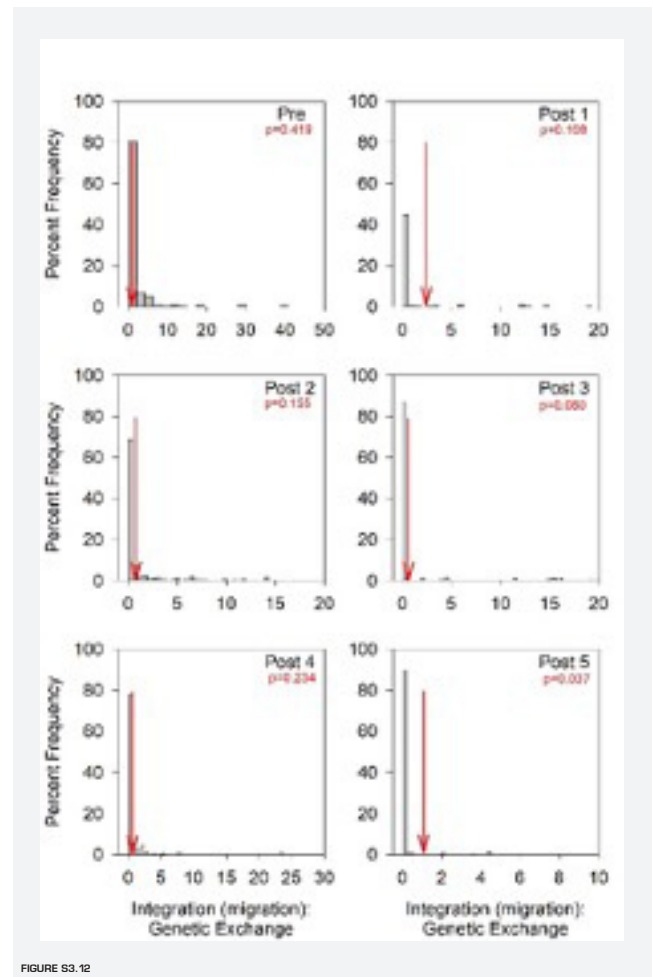 100
80
60
40
20
0
Percent Frequency
Pre
p=0.419
0 10 20 30 40 50
100
80
60
40
20
0
Post 1
0 5 10 15 20
100
80
60
40
20
0
Percent Frequency
Post 2
p=0.155
0 5 10 15 20
100
80
60
40
20
0
Post 3
0 5 10 15 20
100
80
60
40
20
0
Percent Frequency
Post 4
p=0.234
0 5 10 15 20 25 30
Integration (migration):
Genetic Exchange
100
80
60
40
20
0
Post 5
p=0.037
0 2 4 6 8 10
Integration (migration):
Genetic Exchange
FIGURE S3.12